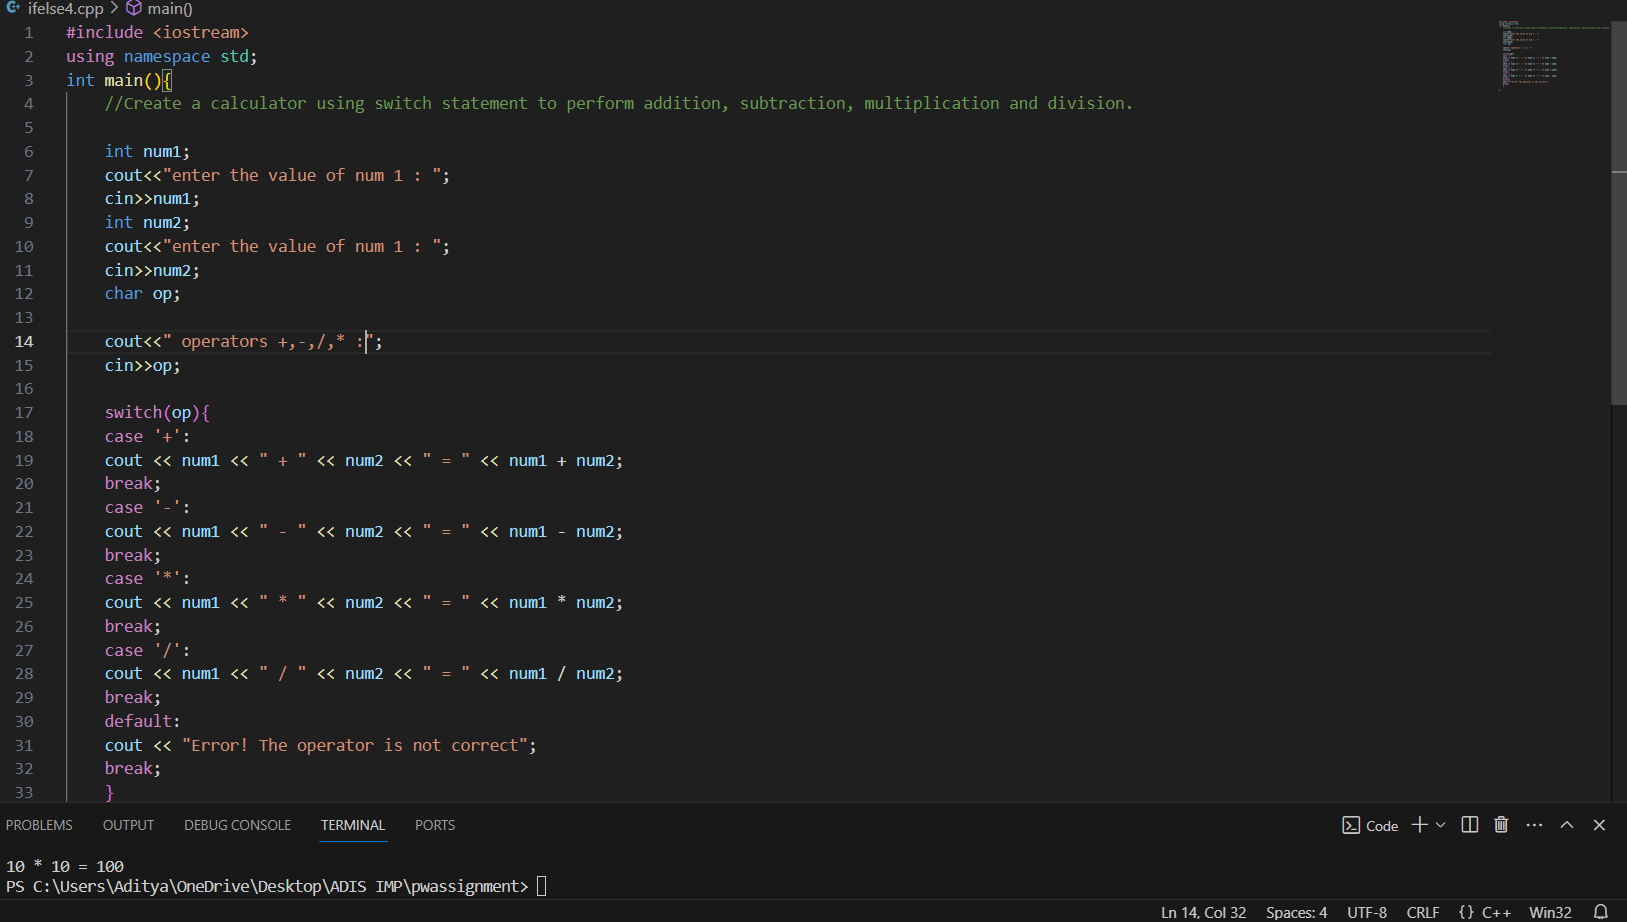 ifelse4.cpp > main()
1 #include <iostream>
2 using namespace std;
3 int main(){
4 //Create a calculator using switch statement to perform addition, subtraction, multiplication and division.
5
6 int num1;
7 cout<<"enter the value of num 1 : ";
8 cin>>num1;
9 int num2;
10 cout<<"enter the value of num 1 : ";
11 cin>>num2;
12 char op;
13
14 cout<<" operators +,-,/,* :";
15 cin>>op;
16
17 switch(op){
18 case '+':
19 cout << num1 << " + " << num2 << " = " << num1 + num2;
20 break;
21 case '-':
22 cout << num1 << " - " << num2 << " = " << num1 - num2;
23 break;
24 case '*':
25 cout << num1 << " * " << num2 << " = " << num1 * num2;
26 break;
27 case '/':
28 cout << num1 << " / " << num2 << " = " << num1 / num2;
29 break;
30 default:
31 cout << "Error! The operator is not correct";
32 break;
33 }
PROBLEMS OUTPUT DEBUG CONSOLE TERMINAL PORTS Code
10 * 10 = 100
PS C:\Users\Aditya\OneDrive\Desktop\ADIS IMP\pwassignment>
Ln 14, Col 32 Spaces: 4 UTF-8 CRLF {} C++ Win32